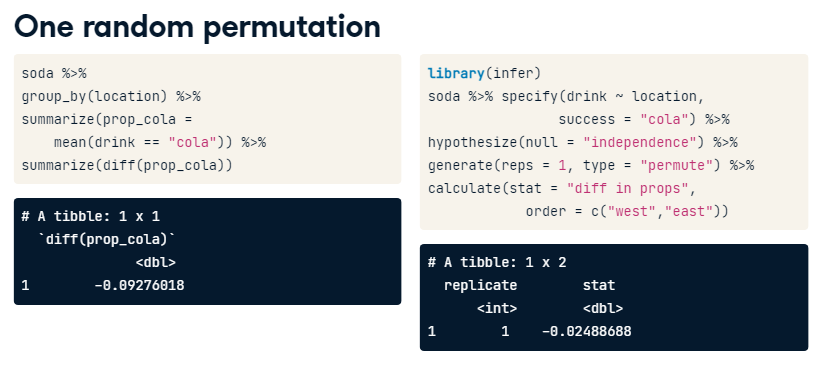 One random permutation
soda %>%
group_by(location) %>%
summarize(prop_cola =
    mean(drink == "cola")) %>%
summarize(diff(prop_cola))
# A tibble: 1 x 1
  `diff(prop_cola)`
              <dbl>
1        -0.09276018
library(infer)
soda %>% specify(drink ~ location,
                success = "cola") %>%
hypothesize(null = "independence") %>%
generate(reps = 1, type = "permute") %>%
calculate(stat = "diff in props",
            order = c("west","east"))
# A tibble: 1 x 2
  replicate        stat
      <int>        <dbl>
1        1    -0.02488688